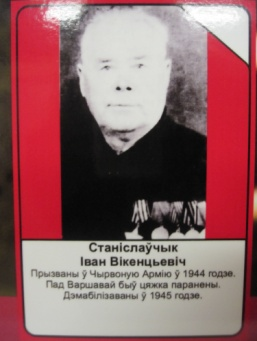 Станіслаўчык
Іван Вікенцьевіч
Прызваны ў Чырвоную Армію ў 1944 годзе.
Пад Варшавай быў цяжка паранены.
Дэмабілізаваны ў 1945 годзе.